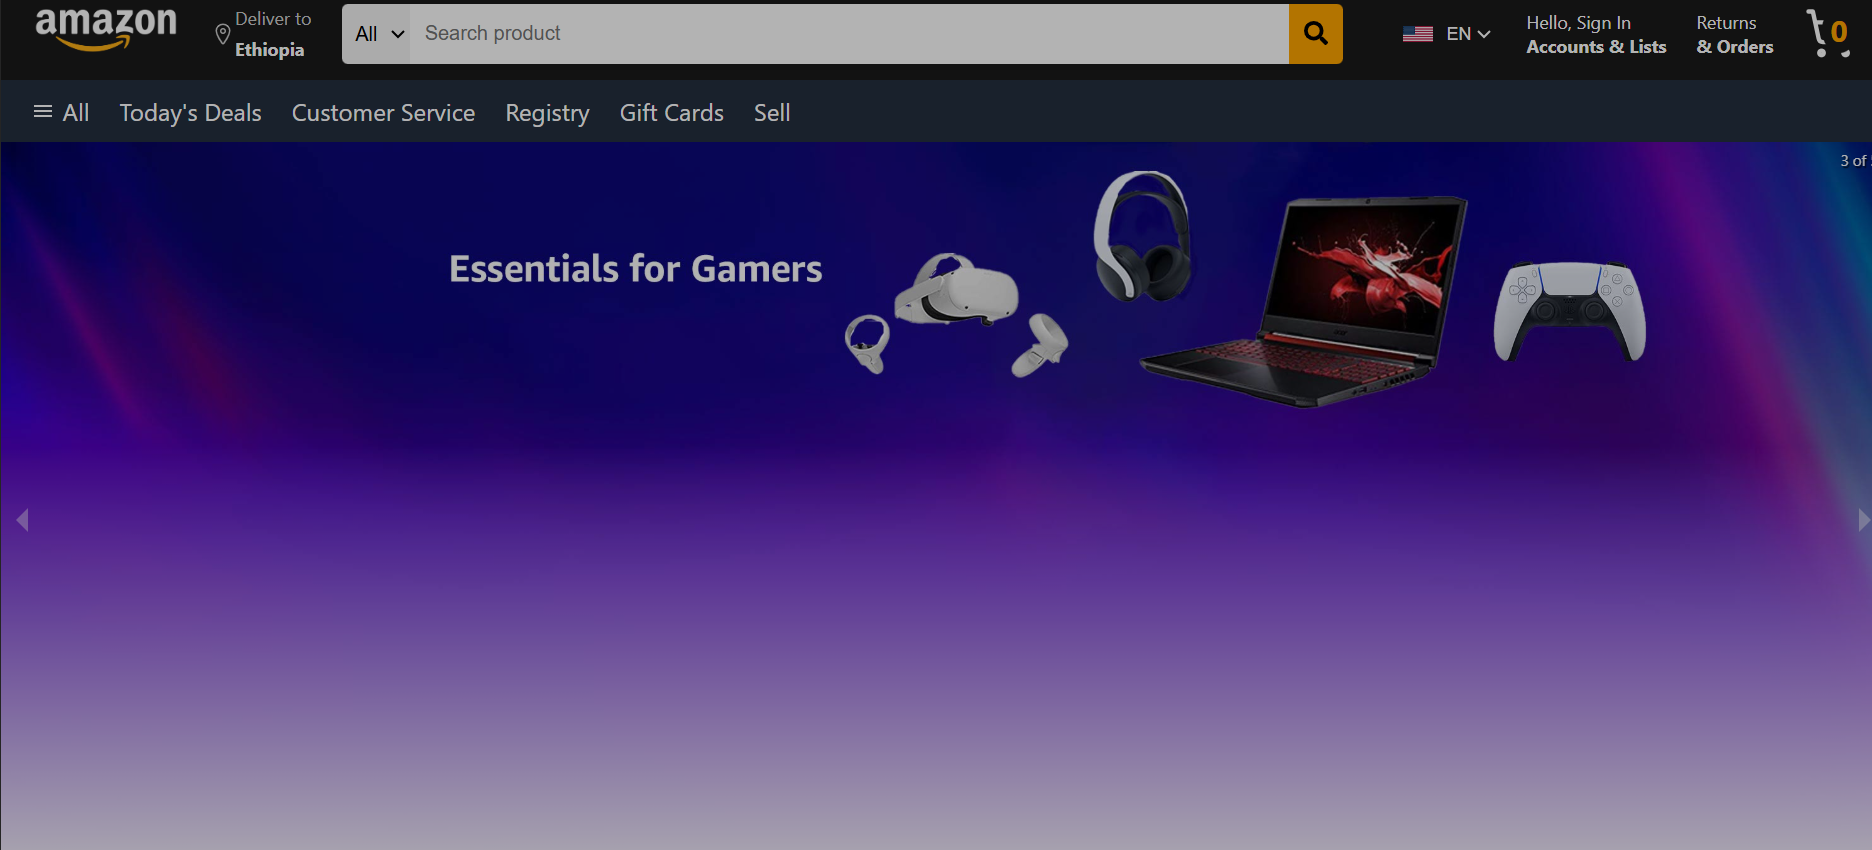 amazon
Deliver to
Ethiopia
All
Search product
EN
Hello, Sign In
Accounts & Lists
Returns
& Orders
0
All
Today's Deals
Customer Service
Registry
Gift Cards
Sell
3 of
Essentials for Gamers